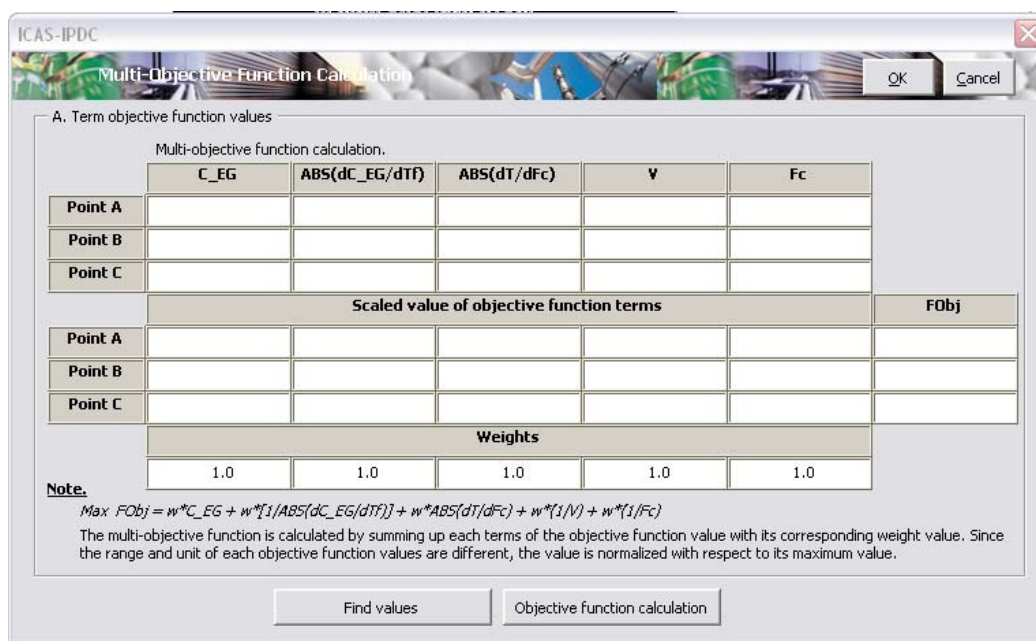 ICAS-IPDC
Multi-Objective Function Calculation
OK Cancel
A. Term objective function values
Multi-objective function calculation.
C_EG ABS(dC_EG/dTf) ABS(dT/dFc) V Fc
Point A
Point B
Point C
Scaled value of objective function terms FObj
Point A
Point B
Point C
Weights
1.0 1.0 1.0 1.0 1.0
Note.
Max FObj = w*C_EG + w*[1/ABS(dC_EG/dTf)] + w*ABS(dT/dFc) + w*(1/V) + w*(1/Fc)
The multi-objective function is calculated by summing up each terms of the objective function value with its corresponding weight value. Since
the range and unit of each objective function values are different, the value is normalized with respect to its maximum value.
Find values Objective function calculation